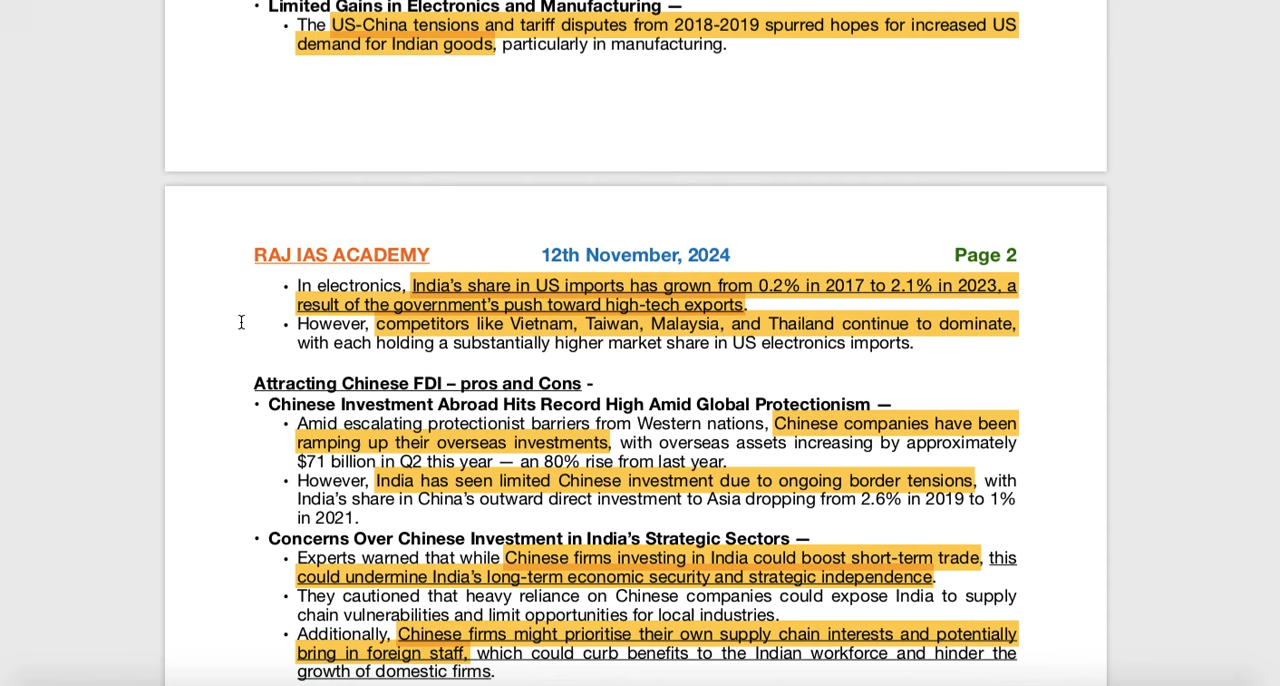 • Limited Gains in Electronics and Manufacturing —
• The US-China tensions and tariff disputes from 2018-2019 spurred hopes for increased US
demand for Indian goods, particularly in manufacturing.
RAJ IAS ACADEMY 12th November, 2024 Page 2
• In electronics, India’s share in US imports has grown from 0.2% in 2017 to 2.1% in 2023, a
result of the government’s push toward high-tech exports.
• However, competitors like Vietnam, Taiwan, Malaysia, and Thailand continue to dominate,
with each holding a substantially higher market share in US electronics imports.
Attracting Chinese FDI – pros and Cons -
• Chinese Investment Abroad Hits Record High Amid Global Protectionism —
• Amid escalating protectionist barriers from Western nations, Chinese companies have been
ramping up their overseas investments, with overseas assets increasing by approximately
$71 billion in Q2 this year — an 80% rise from last year.
• However, India has seen limited Chinese investment due to ongoing border tensions, with
India’s share in China’s outward direct investment to Asia dropping from 2.6% in 2019 to 1%
in 2021.
• Concerns Over Chinese Investment in India’s Strategic Sectors —
• Experts warned that while Chinese firms investing in India could boost short-term trade, this
could undermine India’s long-term economic security and strategic independence.
• They cautioned that heavy reliance on Chinese companies could expose India to supply
chain vulnerabilities and limit opportunities for local industries.
• Additionally, Chinese firms might prioritise their own supply chain interests and potentially
bring in foreign staff, which could curb benefits to the Indian workforce and hinder the
growth of domestic firms.